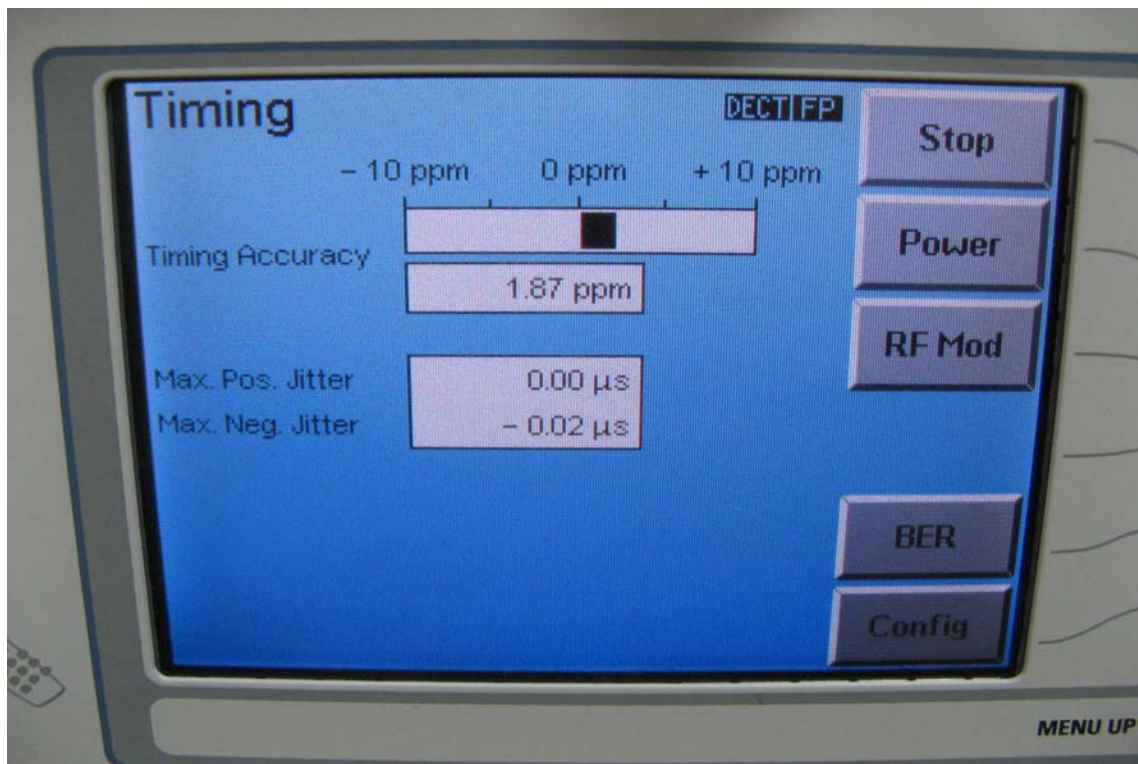 Timing
DECT FP
– 10 ppm 0 ppm + 10 ppm
Timing Accuracy
1.87 ppm
Max. Pos. Jitter 0.00 µs
Max. Neg. Jitter – 0.02 µs
Stop
Power
RF Mod
BER
Config
MENU UP